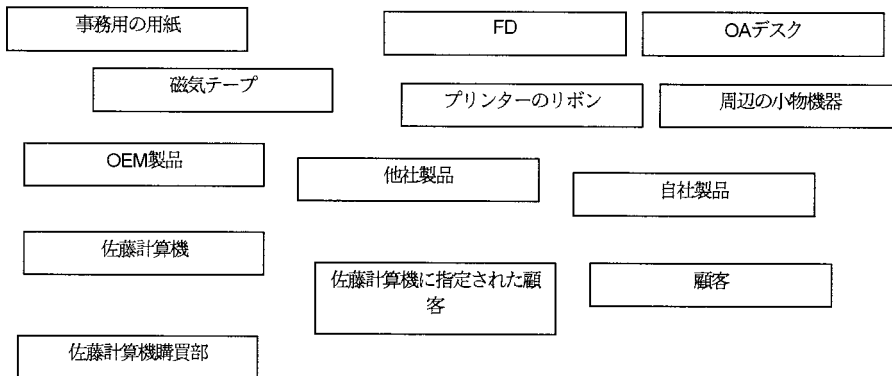 事務用の用紙
FD
OAデスク
磁気テープ
プリンターのリボン
周辺の小物機器
OEM製品
他社製品
自社製品
佐藤計算機
佐藤計算機に指定された顧
客
顧客
佐藤計算機購買部